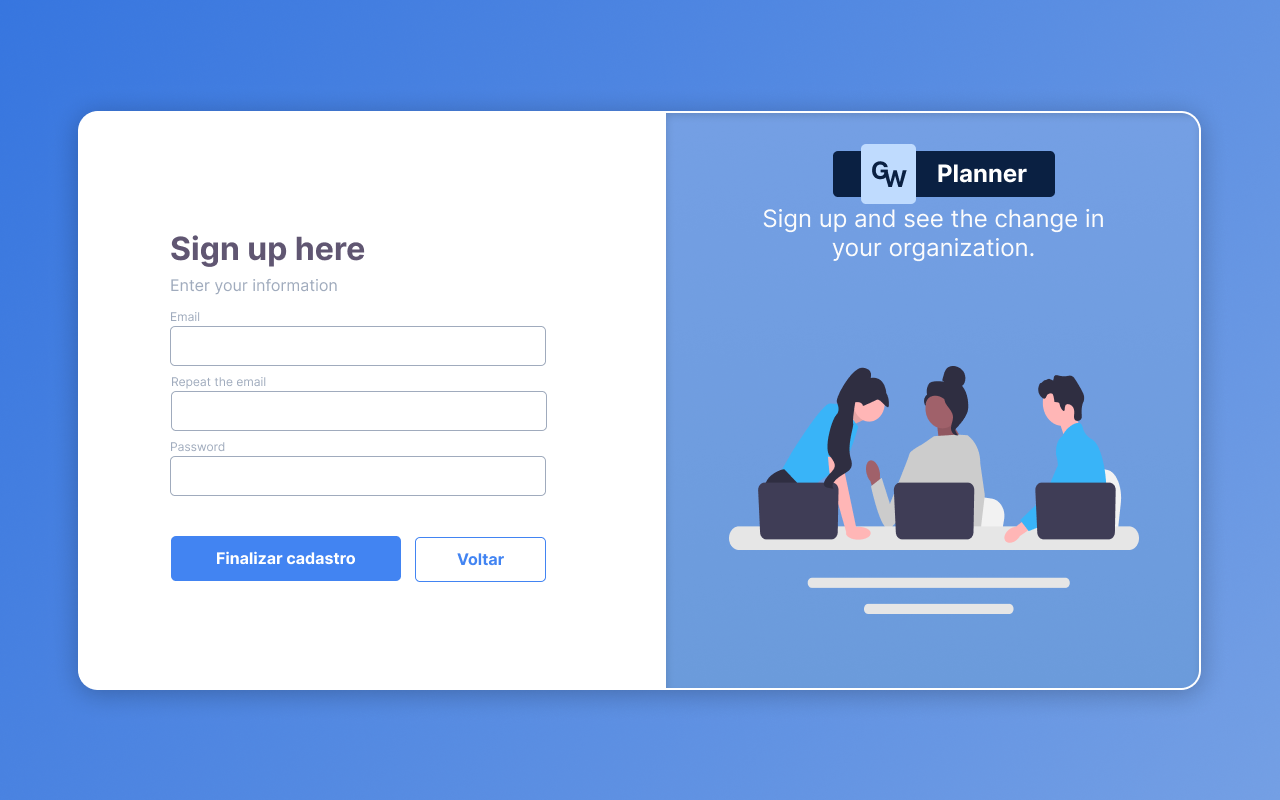 Sign up here
Enter your information
Email
Repeat the email
Password
Finalizar cadastro
Voltar
GW
Planner
Sign up and see the change in
your organization.